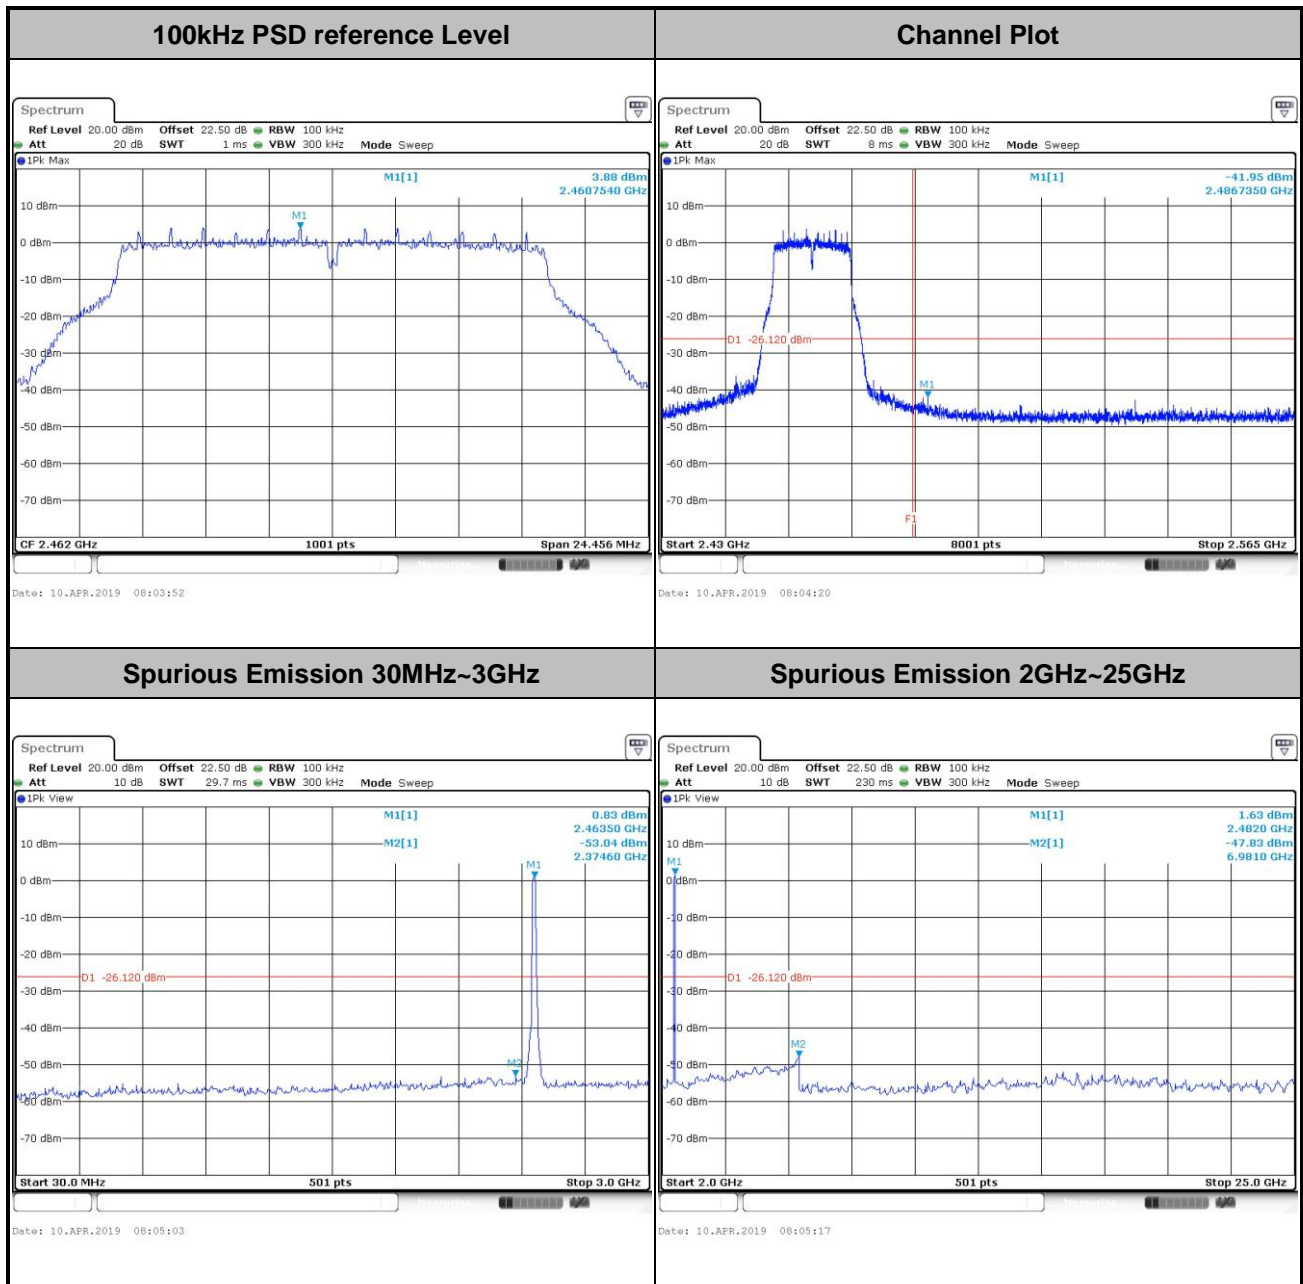 100kHz PSD reference Level
Channel Plot
Spectrum
Ref Level 20.00 dBm Offset 22.50 dB RBW 100 kHz
Att 20 dB SWT 1 ms VBW 300 kHz Mode Sweep
1Pk Max
M1[1] 3.88 dBm
2.4607540 GHz
M1
10 dBm
0 dBm
-10 dBm
-20 dBm
-30 dBm
-40 dBm
-50 dBm
-60 dBm
-70 dBm
CF 2.462 GHz 1001 pts Span 24.456 MHz
Date: 10.APR.2019 08:03:52
Spectrum
Ref Level 20.00 dBm Offset 22.50 dB RBW 100 kHz
Att 20 dB SWT 8 ms VBW 300 kHz Mode Sweep
1Pk Max
M1[1] -41.95 dBm
2.4867350 GHz
10 dBm
0 dBm
-10 dBm
-20 dBm
D1 -26.120 dBm
-30 dBm
M1
-40 dBm
-50 dBm
-60 dBm
-70 dBm
F1
Start 2.43 GHz 8001 pts Stop 2.565 GHz
Date: 10.APR.2019 08:04:20
Spurious Emission 30MHz~3GHz
Spurious Emission 2GHz~25GHz
Spectrum
Ref Level 20.00 dBm Offset 22.50 dB RBW 100 kHz
Att 10 dB SWT 29.7 ms VBW 300 kHz Mode Sweep
1Pk View
M1[1] 0.83 dBm
2.46350 GHz
M2[1] -53.04 dBm
2.37460 GHz
10 dBm
M1
0 dBm
-10 dBm
-20 dBm
D1 -26.120 dBm
-30 dBm
-40 dBm
-50 dBm
M2
-60 dBm
-70 dBm
Start 30.0 MHz 501 pts Stop 3.0 GHz
Date: 10.APR.2019 08:05:03
Spectrum
Ref Level 20.00 dBm Offset 22.50 dB RBW 100 kHz
Att 10 dB SWT 230 ms VBW 300 kHz Mode Sweep
1Pk View
M1[1] 1.63 dBm
2.4820 GHz
M2[1] -47.83 dBm
6.9810 GHz
10 dBm
M1
0 dBm
-10 dBm
-20 dBm
D1 -26.120 dBm
-30 dBm
-40 dBm
M2
-50 dBm
-60 dBm
-70 dBm
Start 2.0 GHz 501 pts Stop 25.0 GHz
Date: 10.APR.2019 08:05:17